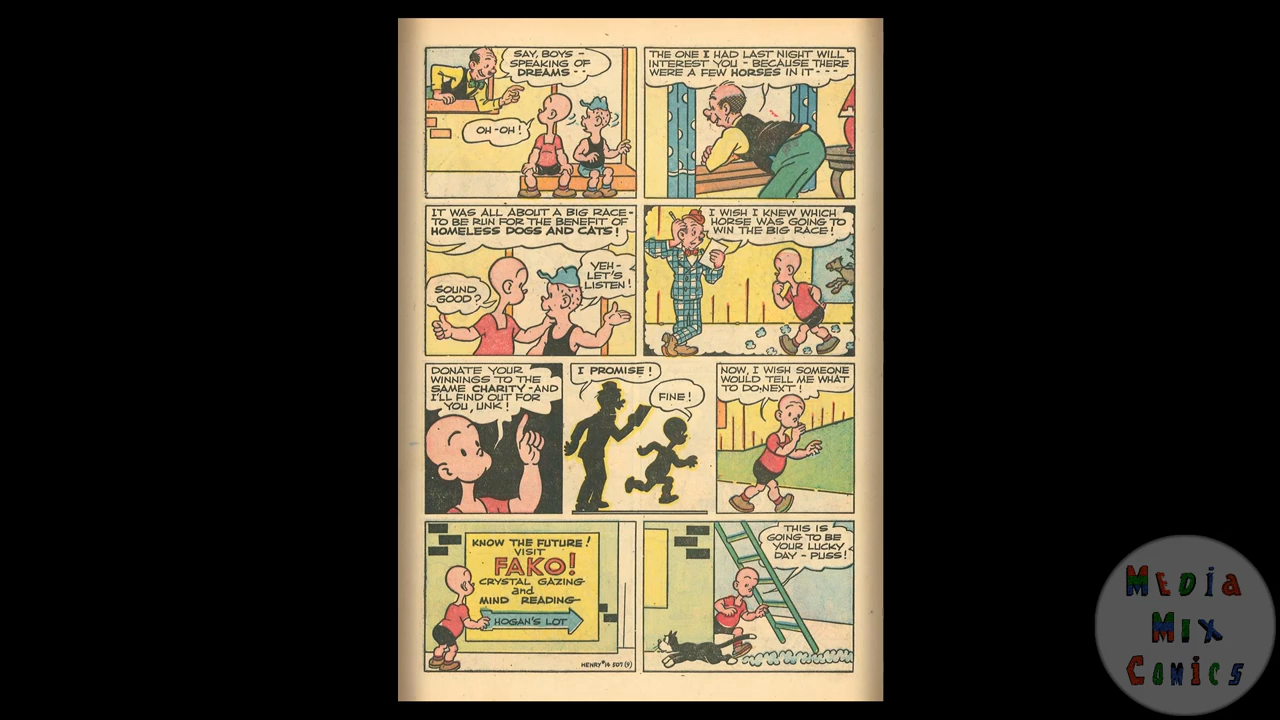 SAY, BOYS -
SPEAKING OF
DREAMS - -
OH-OH!
THE ONE I HAD LAST NIGHT WILL
INTEREST YOU - BECAUSE THERE
WERE A FEW HORSES IN IT - - -
IT WAS ALL ABOUT A BIG RACE -
TO BE RUN FOR THE BENEFIT OF
HOMELESS DOGS AND CATS!
SOUND
GOOD?
YEH -
LET'S
LISTEN!
I WISH I KNEW WHICH
HORSE WAS GOING TO
WIN THE BIG RACE!
DONATE YOUR
WINNINGS TO THE
SAME CHARITY - AND
I'LL FIND OUT FOR
YOU, UNK!
I PROMISE!
FINE!
NOW, I WISH SOMEONE
WOULD TELL ME WHAT
TO DO NEXT!
KNOW THE FUTURE!
VISIT
FAKO!
CRYSTAL GAZING
and
MIND READING
HOGAN'S LOT
HENRY #14 507 (9)
THIS IS
GOING TO BE
YOUR LUCKY
DAY - PUSS!
MEDiA
MiX
COMiCS